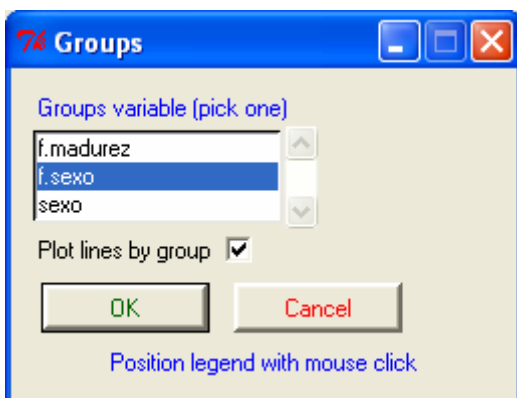 Groups
Groups variable (pick one)
f.madurez
f.sexo
sexo
Plot lines by group
OK Cancel
Position legend with mouse click